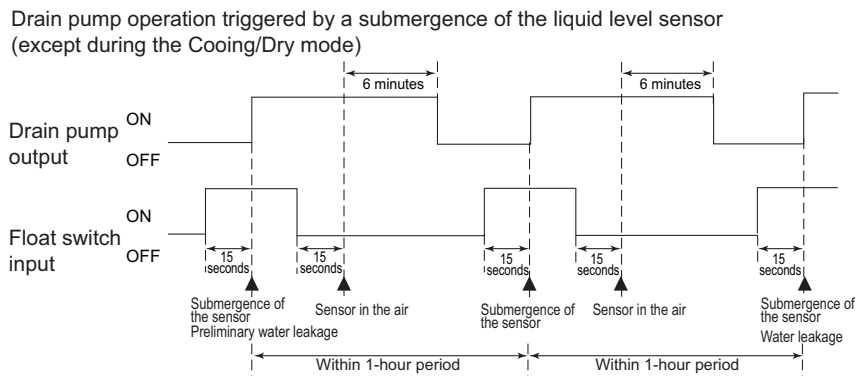 Drain pump operation triggered by a submergence of the liquid level sensor
(except during the Cooing/Dry mode)
6 minutes
6 minutes
Drain pump
output
ON
OFF
Float switch
input
ON
OFF
15
seconds
15
seconds
15
seconds
15
seconds
15
seconds
Submergence of
the sensor
Preliminary water leakage
Sensor in the air
Submergence of
the sensor
Sensor in the air
Submergence of
the sensor
Water leakage
Within 1-hour period
Within 1-hour period